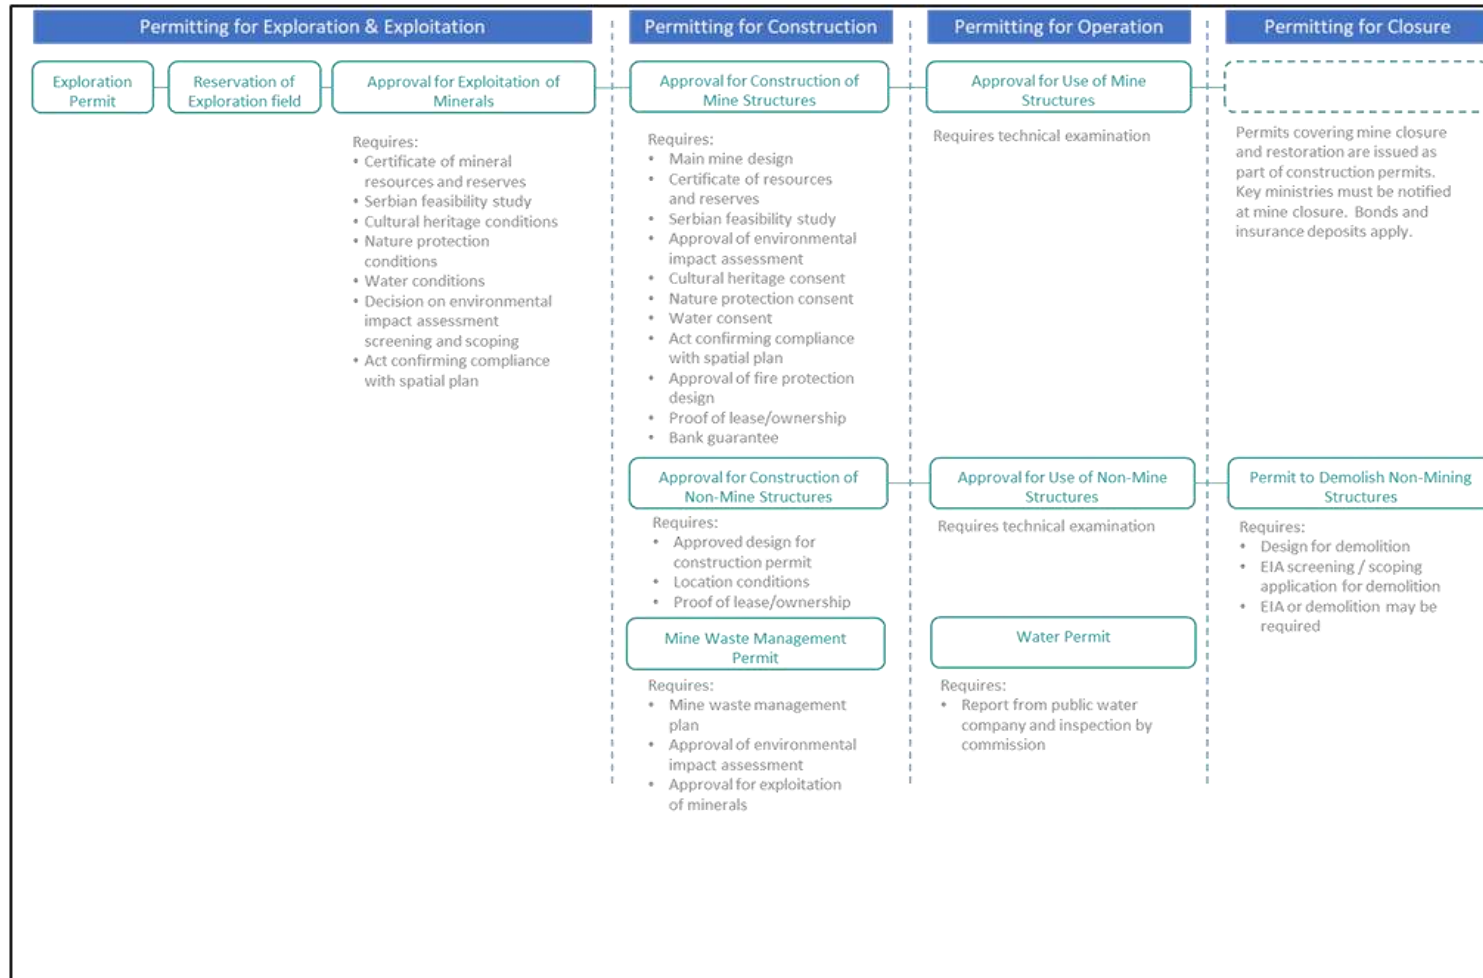 Permitting for Exploration & Exploitation
Permitting for Construction
Permitting for Operation
Permitting for Closure
Exploration
Permit
Reservation of
Exploration field
Approval for Exploitation of
Minerals
Approval for Construction of
Mine Structures
Approval for Use of Mine
Structures
Requires:
• Certificate of mineral
resources and reserves
• Serbian feasibility study
• Cultural heritage conditions
• Nature protection
conditions
• Water conditions
• Decision on environmental
impact assessment
screening and scoping
• Act confirming compliance
with spatial plan
Requires:
• Main mine design
• Certificate of resources
and reserves
• Serbian feasibility study
• Approval of environmental
impact assessment
• Cultural heritage consent
• Nature protection consent
• Water consent
• Act confirming compliance
with spatial plan
• Approval of fire protection
design
• Proof of lease/ownership
• Bank guarantee
Requires technical examination
Permits covering mine closure
and restoration are issued as
part of construction permits.
Key ministries must be notified
at mine closure. Bonds and
insurance deposits apply.
Approval for Construction of
Non-Mine Structures
Approval for Use of Non-Mine
Structures
Permit to Demolish Non-Mining
Structures
Requires:
• Approved design for
construction permit
• Location conditions
• Proof of lease/ownership
Requires technical examination
Requires:
• Design for demolition
• EIA screening / scoping
application for demolition
• EIA or demolition may be
required
Mine Waste Management
Permit
Water Permit
Requires:
• Mine waste management
plan
• Approval of environmental
impact assessment
• Approval for exploitation
of minerals
Requires:
• Report from public water
company and inspection by
commission